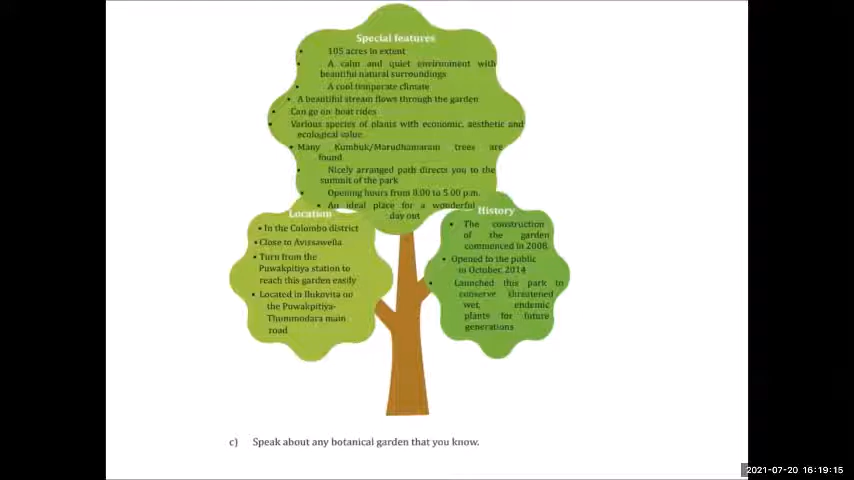 Special features
• 105 acres in extent
• A calm and quiet environment with
beautiful natural surroundings
• A cool temperate climate
• A beautiful stream flows through the garden
• Can go on boat rides
• Various species of plants with economic, aesthetic and
ecological value
• Many Kumbuk/Marudhamaram trees are
found
• Nicely arranged path directs you to the
summit of the park
• Opening hours from 8.00 to 5.00 p.m.
• An ideal place for a wonderful
day out
Location
• In the Colombo district
• Close to Avissawella
• Turn from the
Puwakpitiya station to
reach this garden easily
• Located in Ilukovita on
the Puwakpitiya-
Thummodara main
road
History
• The construction
of the garden
commenced in 2008.
• Opened to the public
in October, 2014
• Launched this park to
conserve threatened
wet, endemic
plants for future
generations
c) Speak about any botanical garden that you know.
2021-07-20 16:19:15